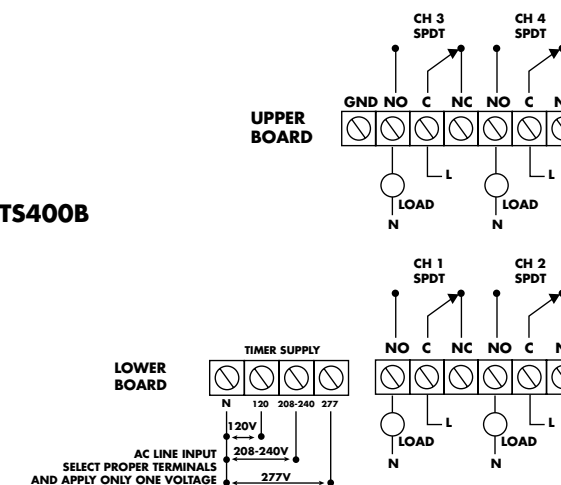 CH 3 CH 4
SPDT SPDT
GND NO C NC NO C N
UPPER
BOARD
L L
LOAD LOAD
N N
TS400B
CH 1 CH 2
SPDT SPDT
NO C NC NO C N
TIMER SUPPLY
LOWER
BOARD
N 120 208-240 277
120V
L L
LOAD LOAD
N N
AC LINE INPUT 208-240V
SELECT PROPER TERMINALS
AND APPLY ONLY ONE VOLTAGE 277V